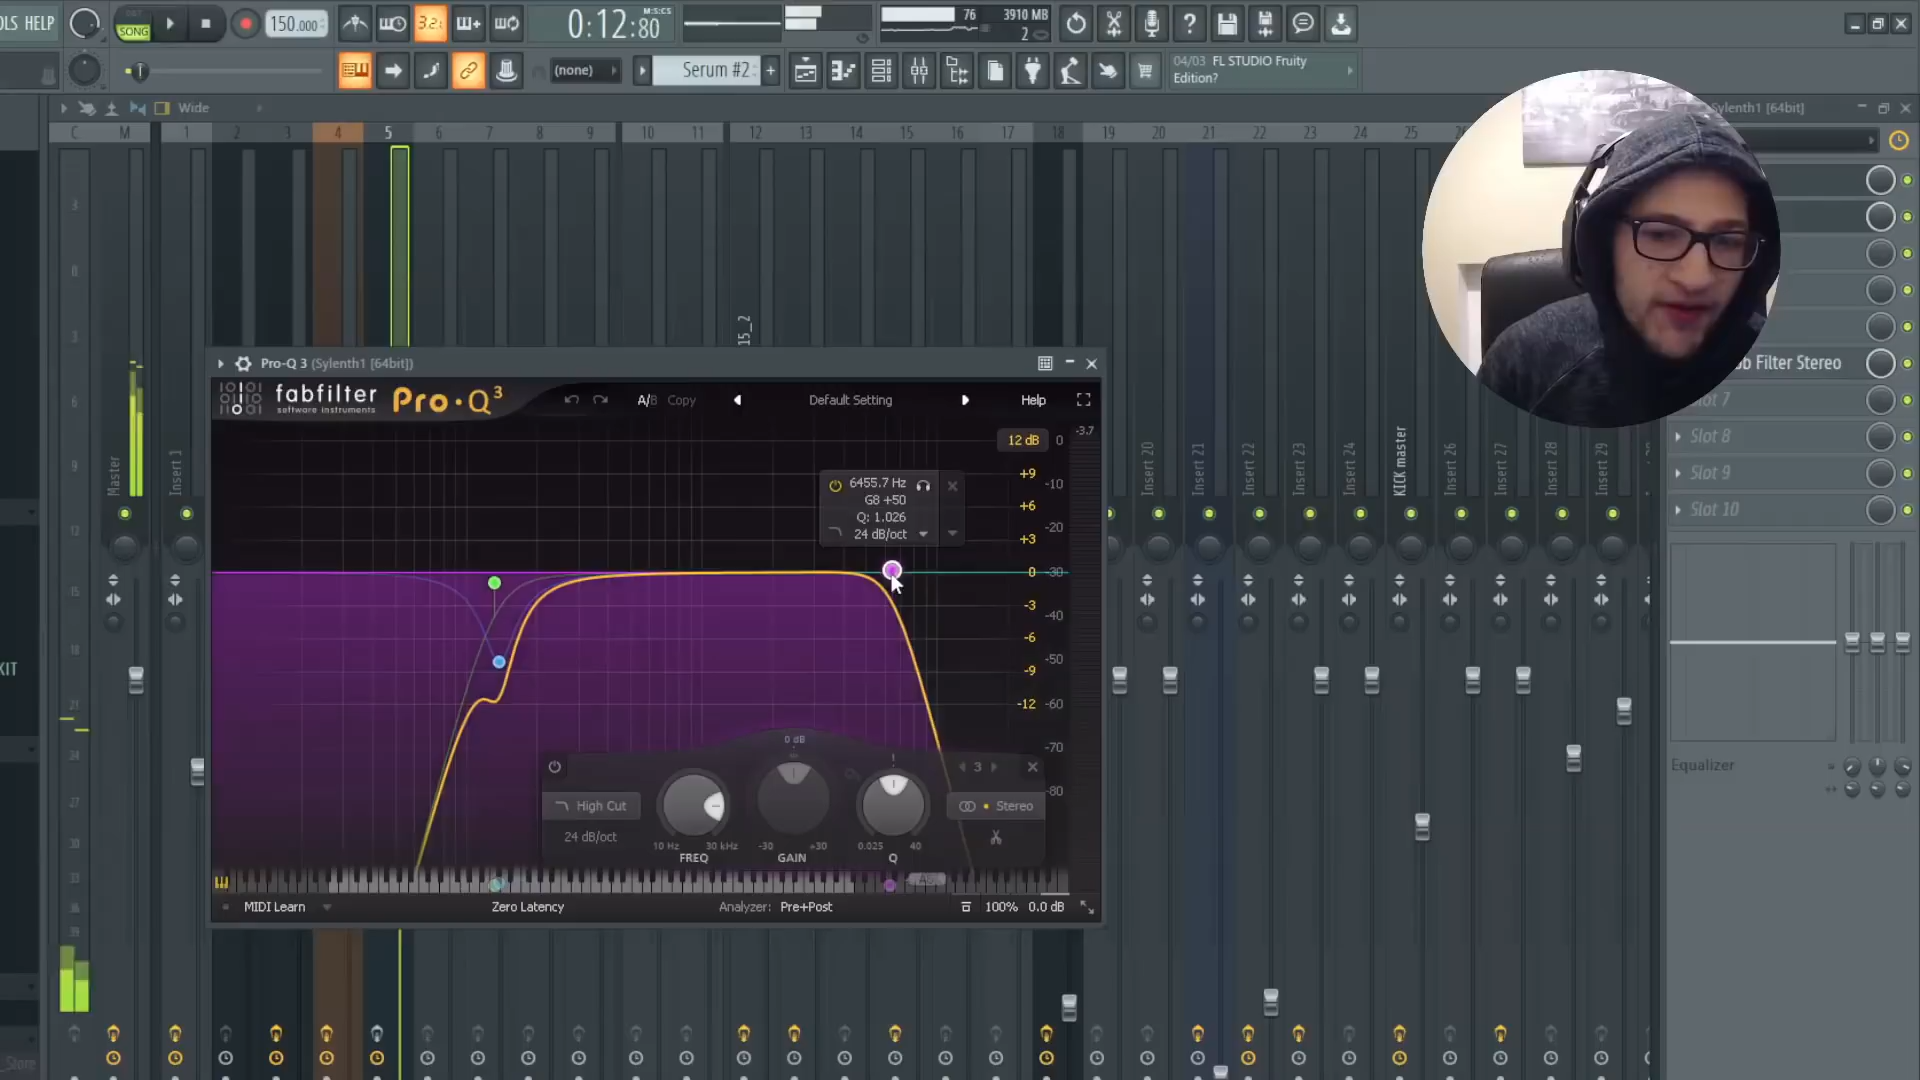 OLS HELP
SONG
150.000
3.2.
0:12:80
M:S:CS
76
3910 MB
2
(none)
Serum #2
04/03 FL STUDIO Fruity
Edition?
Wide
Sylenth1 [64bit]
C M 1 2 3 4 5 6 7 8 9 10 11 12 13 14 15 16 17 18 19 20 21 22 23 24 25
15_2
Master
Insert 1
Insert 20
Insert 21
Insert 22
Insert 23
Insert 24
KICK master
Insert 26
Insert 27
Insert 28
Insert 29
Pro-Q 3 (Sylenth1 [64bit])
fabfilter
software instruments
Pro·Q³
A/B Copy
Default Setting
Help
12 dB
-3.7
0
+9
-10
+6
-20
+3
0
-30
-3
-40
-6
-50
-9
-12
-60
-70
-80
6455.7 Hz
G8 +50
Q: 1.026
24 dB/oct
0 dB
3
High Cut
24 dB/oct
10 Hz 30 kHz
FREQ
-30 +30
GAIN
0.025 40
Q
Stereo
MIDI Learn
Zero Latency
Analyzer: Pre+Post
100% 0.0 dB
b Filter Stereo
Slot 7
Slot 8
Slot 9
Slot 10
Equalizer
KIT
Store